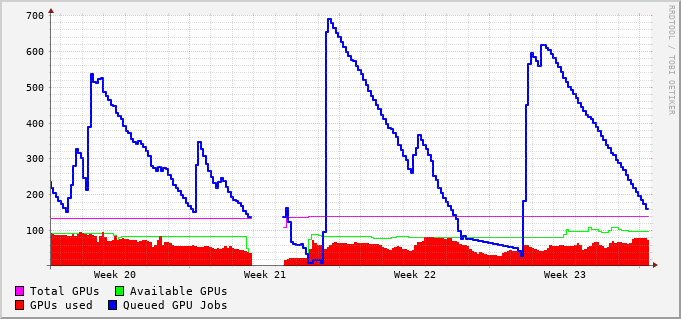 700
600
500
400
300
200
100
Week 20 Week 21 Week 22 Week 23
Total GPUs Available GPUs
GPUs used Queued GPU Jobs
RRDTOOL / TOBI OETIKER